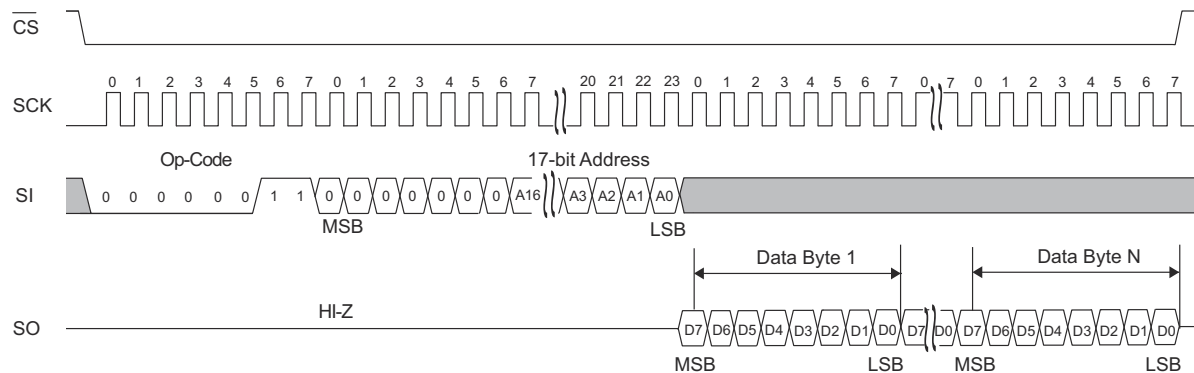 CS
0 1 2 3 4 5 6 7 0 1 2 3 4 5 6 7 20 21 22 23 0 1 2 3 4 5 6 7 0 7 0 1 2 3 4 5 6 7
SCK
Op-Code 17-bit Address
SI 0 0 0 0 0 0 1 1 0 0 0 0 0 0 0 A16 A3 A2 A1 A0
MSB LSB
Data Byte 1 Data Byte N
HI-Z
SO D7 D6 D5 D4 D3 D2 D1 D0 D7 D0 D7 D6 D5 D4 D3 D2 D1 D0
MSB LSB MSB LSB